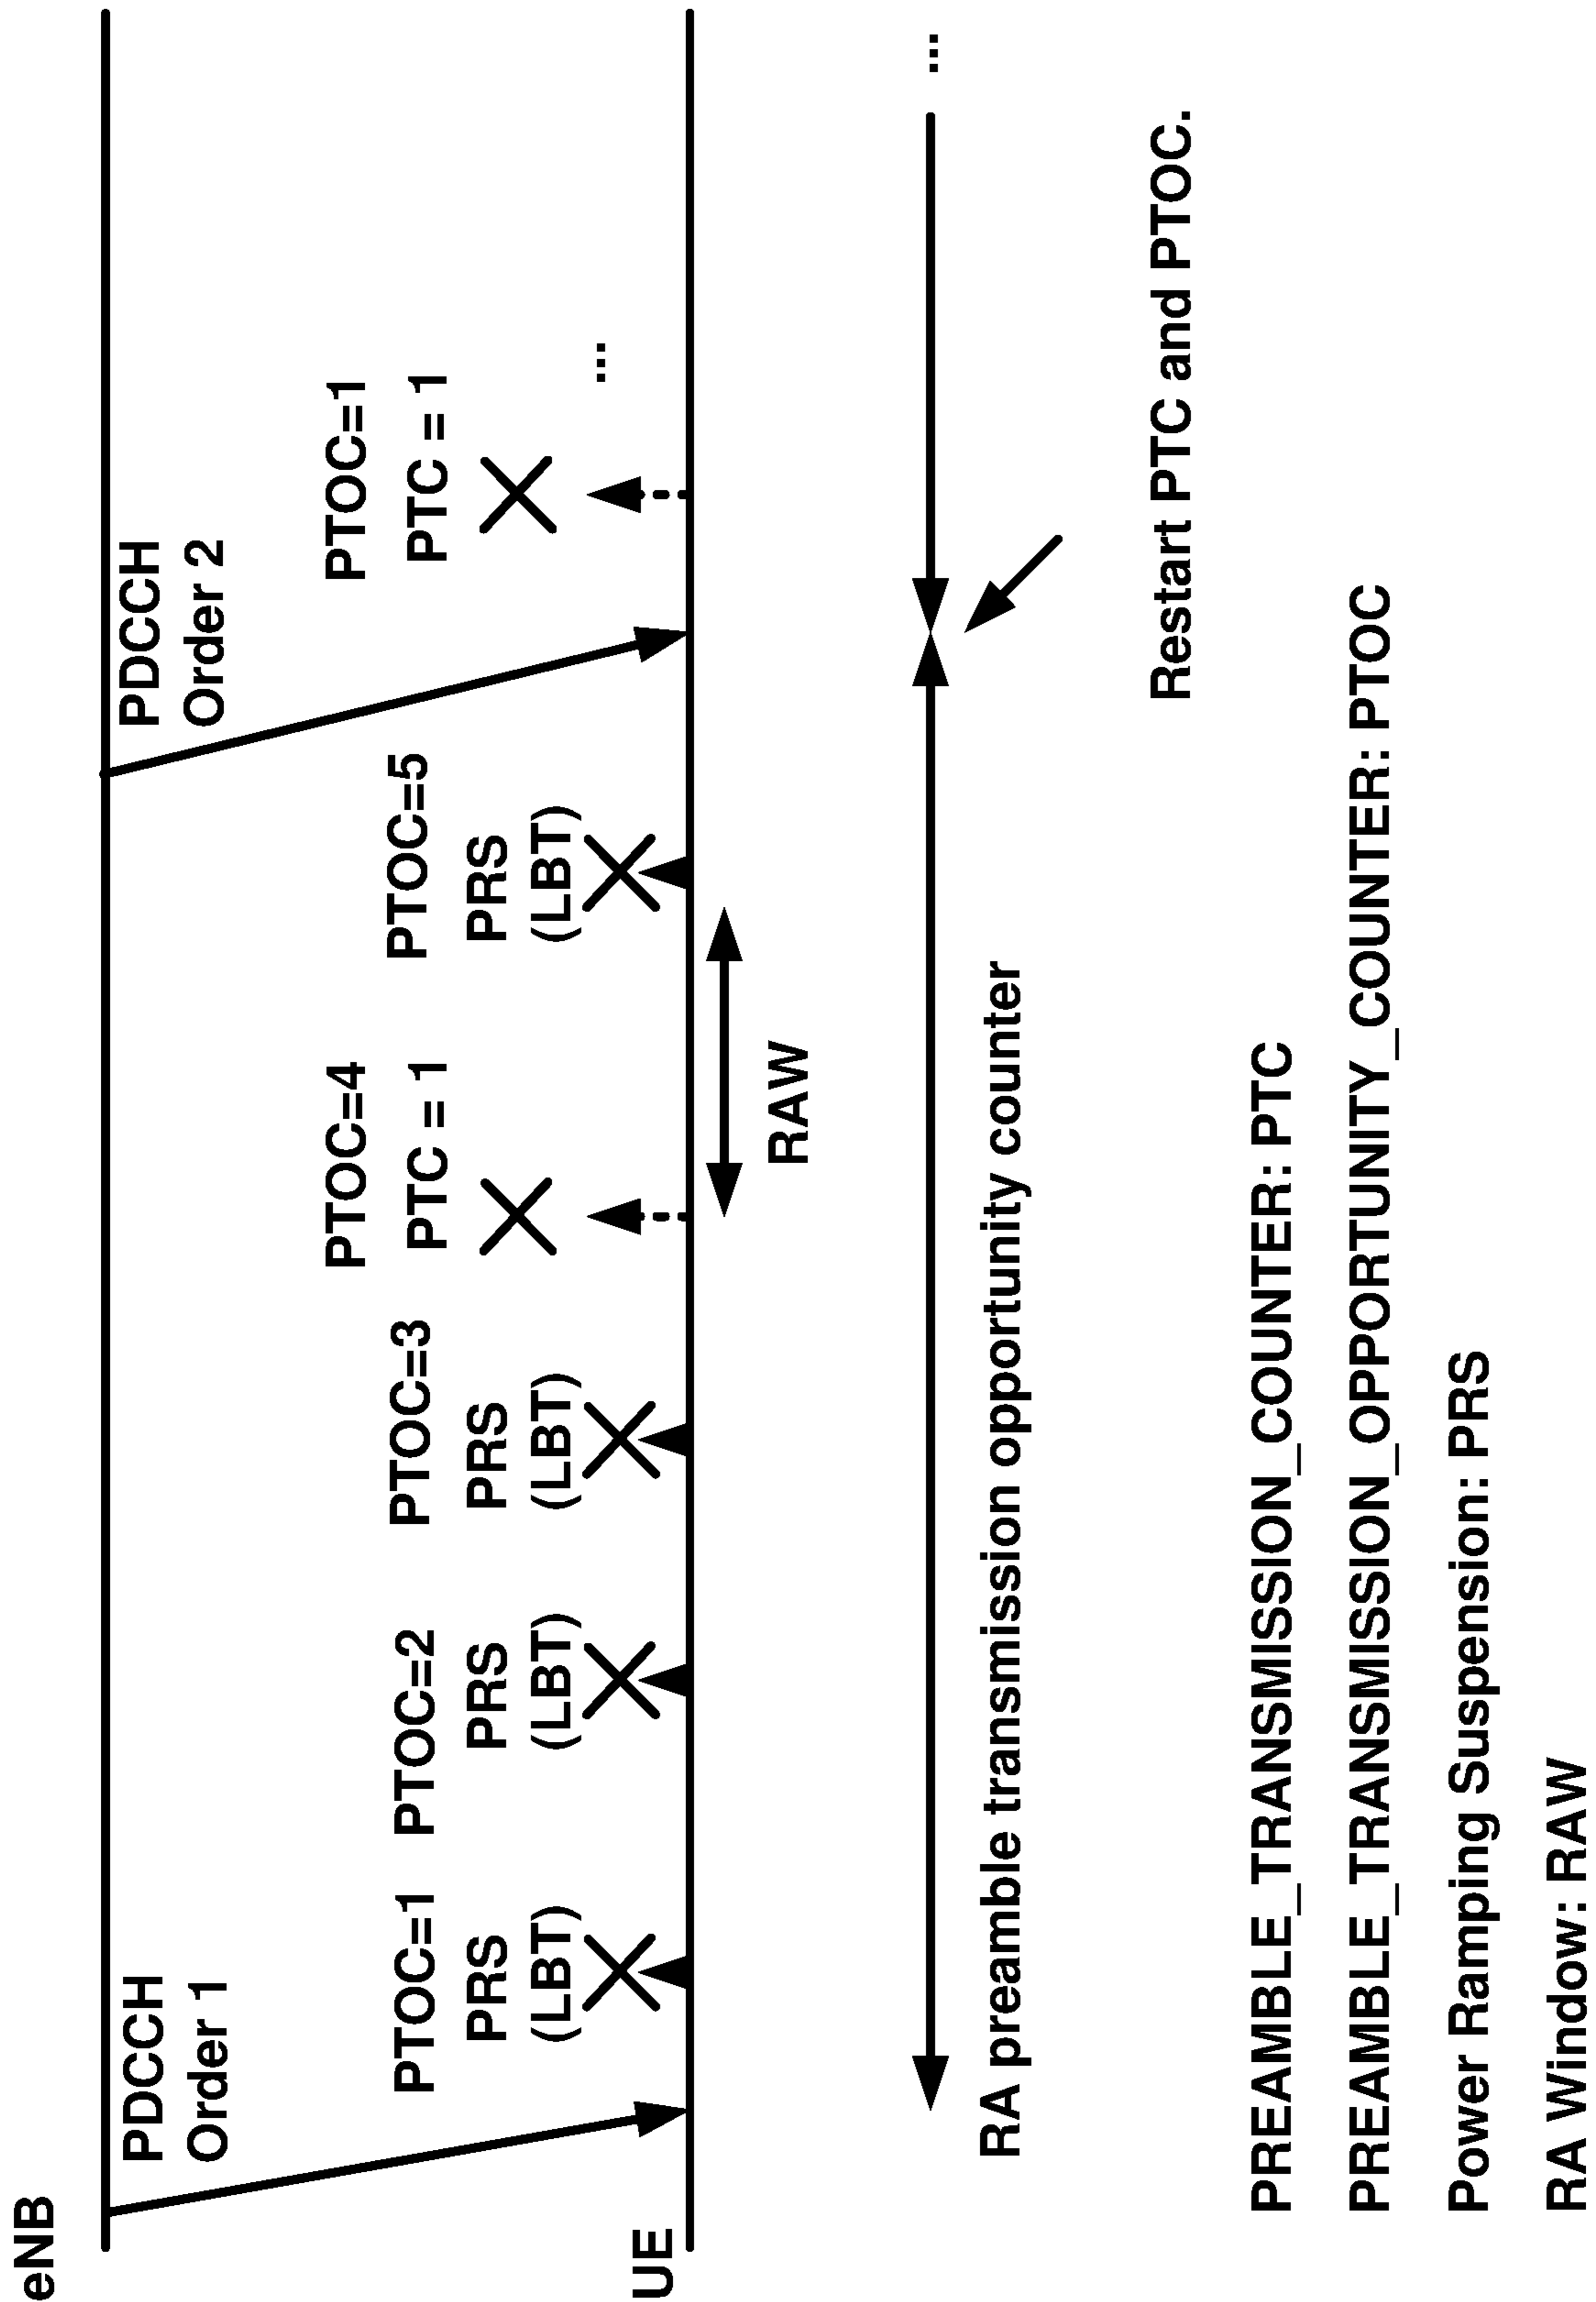 eNB
PDCCH
Order 1
PDCCH
Order 2
PTOC=1
PRS
(LBT)
PTOC=2
PRS
(LBT)
PTOC=3
PRS
(LBT)
PTOC=4
PTC = 1
PTOC=5
PRS
(LBT)
PTOC=1
PTC = 1
...
UE
RAW
...
RA preamble transmission opportunity counter
Restart PTC and PTOC.
PREAMBLE_TRANSMISSION_COUNTER: PTC
PREAMBLE_TRANSMISSION_OPPORTUNITY_COUNTER: PTOC
Power Ramping Suspension: PRS
RA Window: RAW